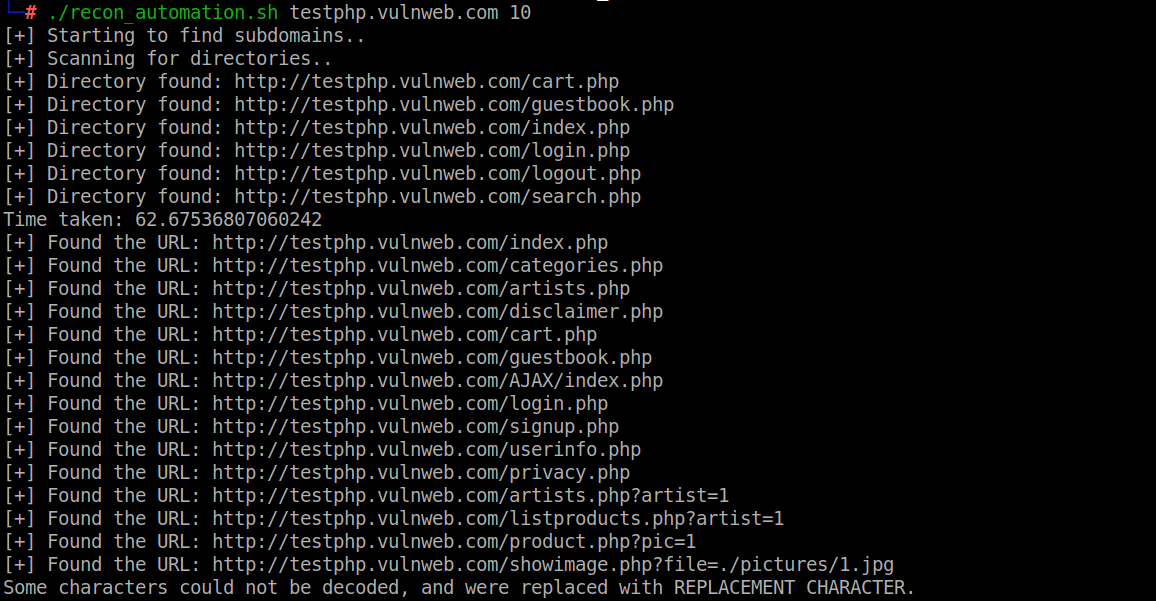 └─# ./recon_automation.sh testphp.vulnweb.com 10
[+] Starting to find subdomains..
[+] Scanning for directories..
[+] Directory found: http://testphp.vulnweb.com/cart.php
[+] Directory found: http://testphp.vulnweb.com/guestbook.php
[+] Directory found: http://testphp.vulnweb.com/index.php
[+] Directory found: http://testphp.vulnweb.com/login.php
[+] Directory found: http://testphp.vulnweb.com/logout.php
[+] Directory found: http://testphp.vulnweb.com/search.php
Time taken: 62.67536807060242
[+] Found the URL: http://testphp.vulnweb.com/index.php
[+] Found the URL: http://testphp.vulnweb.com/categories.php
[+] Found the URL: http://testphp.vulnweb.com/artists.php
[+] Found the URL: http://testphp.vulnweb.com/disclaimer.php
[+] Found the URL: http://testphp.vulnweb.com/cart.php
[+] Found the URL: http://testphp.vulnweb.com/guestbook.php
[+] Found the URL: http://testphp.vulnweb.com/AJAX/index.php
[+] Found the URL: http://testphp.vulnweb.com/login.php
[+] Found the URL: http://testphp.vulnweb.com/signup.php
[+] Found the URL: http://testphp.vulnweb.com/userinfo.php
[+] Found the URL: http://testphp.vulnweb.com/privacy.php
[+] Found the URL: http://testphp.vulnweb.com/artists.php?artist=1
[+] Found the URL: http://testphp.vulnweb.com/listproducts.php?artist=1
[+] Found the URL: http://testphp.vulnweb.com/product.php?pic=1
[+] Found the URL: http://testphp.vulnweb.com/showimage.php?file=./pictures/1.jpg
Some characters could not be decoded, and were replaced with REPLACEMENT CHARACTER.